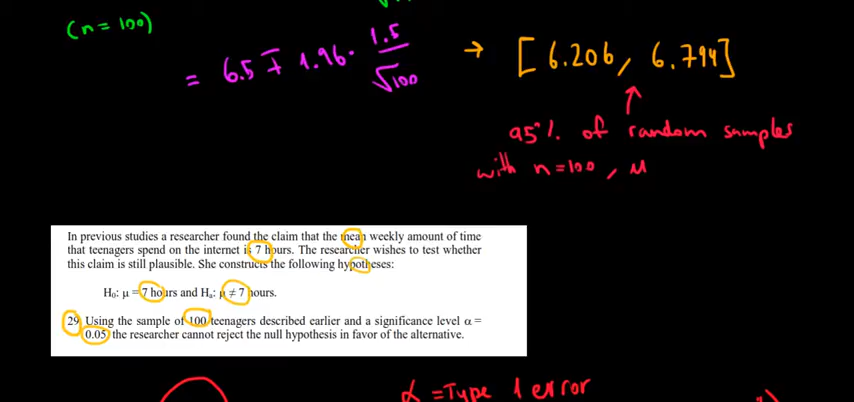 (n = 100)
= 6.5 ∓ 1.96 · 1.5 / √100 → [6.206, 6.794]
95% of random samples
with n=100, μ
In previous studies a researcher found the claim that the mean weekly amount of time
that teenagers spend on the internet is 7 hours. The researcher wishes to test whether
this claim is still plausible. She constructs the following hypotheses:
H₀: μ = 7 hours and Hₐ: μ ≠ 7 hours.
29 Using the sample of 100 teenagers described earlier and a significance level α =
0.05 the researcher cannot reject the null hypothesis in favor of the alternative.
α = Type 1 error